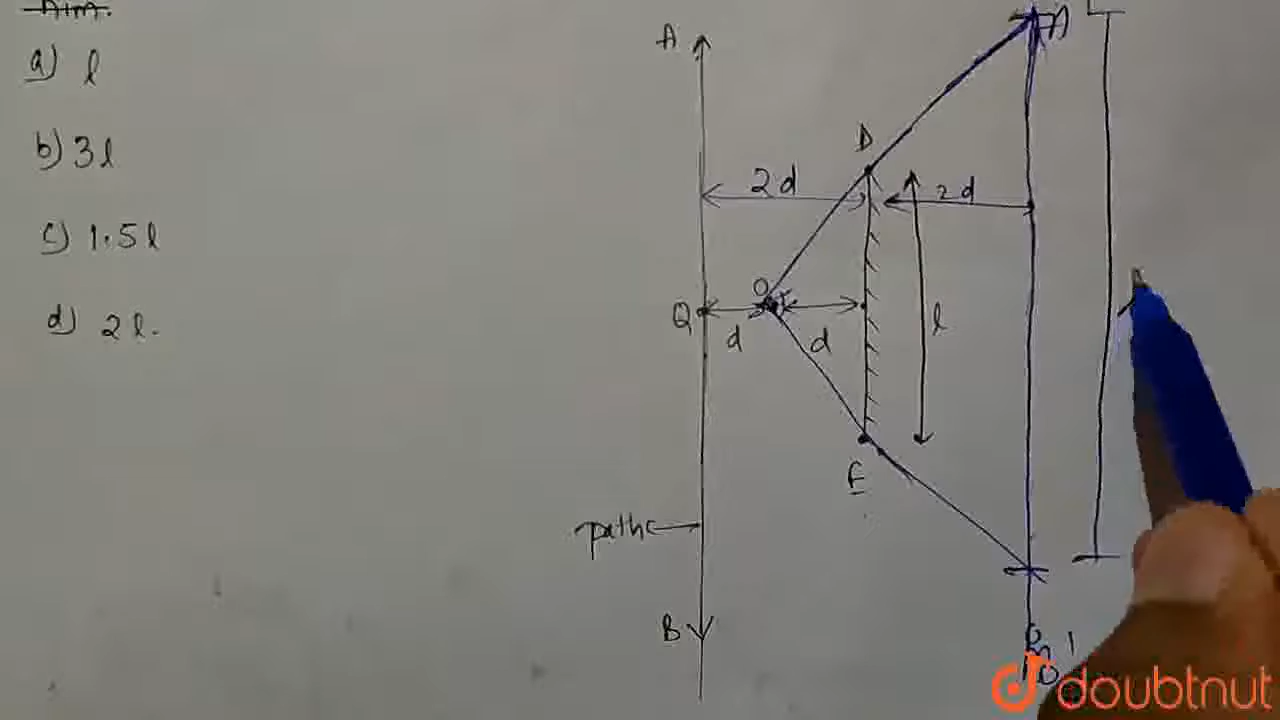 a) l
b) 3l
c) 1.5l
d) 2l.
A
D
2d
2d
O
Q
d
d
l
E
path
B
doubtnut